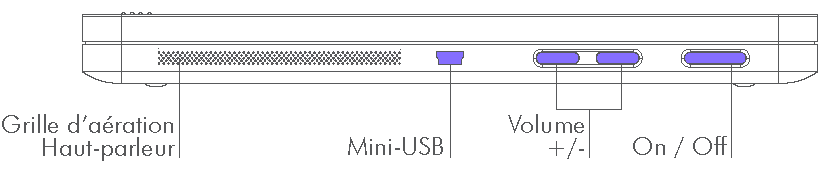 Grille d’aération
Haut-parleur
Mini-USB
Volume
+/-
On / Off